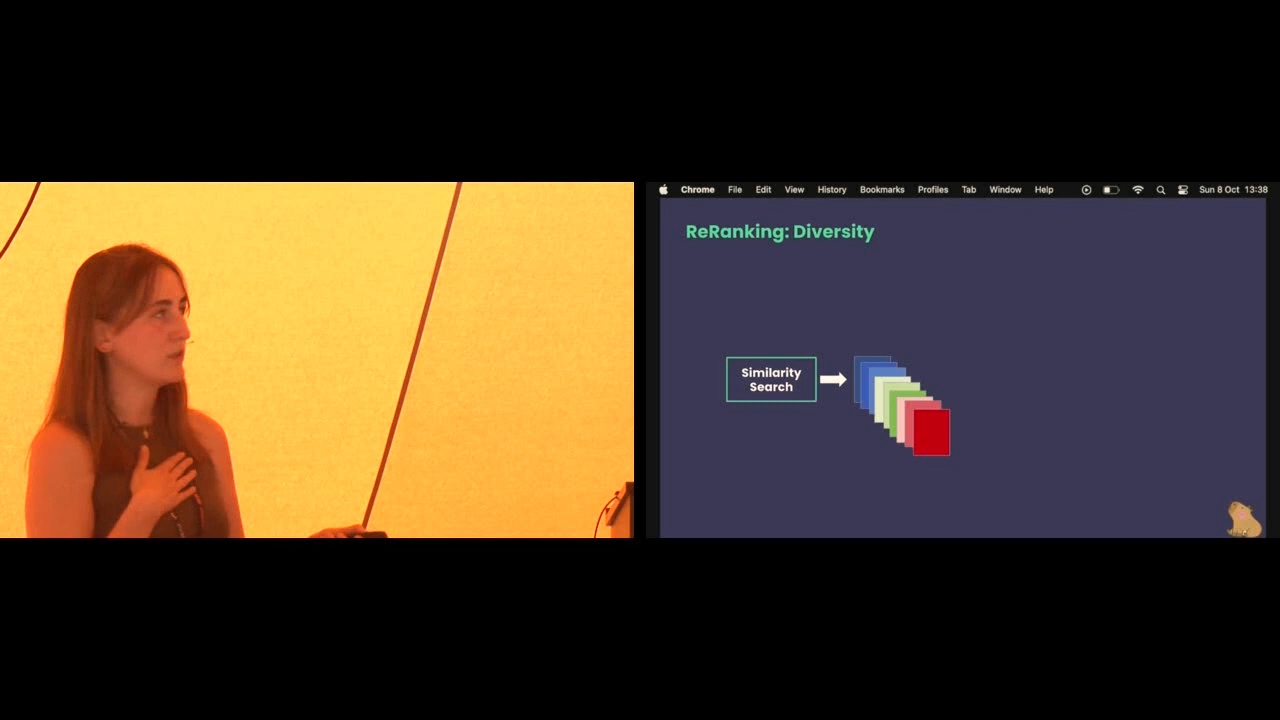 Chrome File Edit View History Bookmarks Profiles Tab Window Help Sun 8 Oct 13:38
ReRanking: Diversity
Similarity
Search